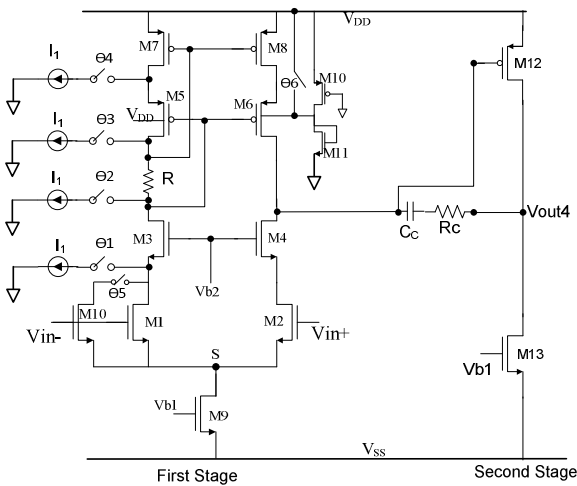 VDD
I1
ϴ4
M7
M8
M12
ϴ6
M10
M5
VDD
M6
I1
ϴ3
M11
I1
ϴ2
R
Cc
Rc
Vout4
I1
ϴ1
M3
M4
Vb2
ϴ5
M10
M1
M2
Vin-
Vin+
S
M13
Vb1
Vb1
M9
VSS
First Stage
Second Stage